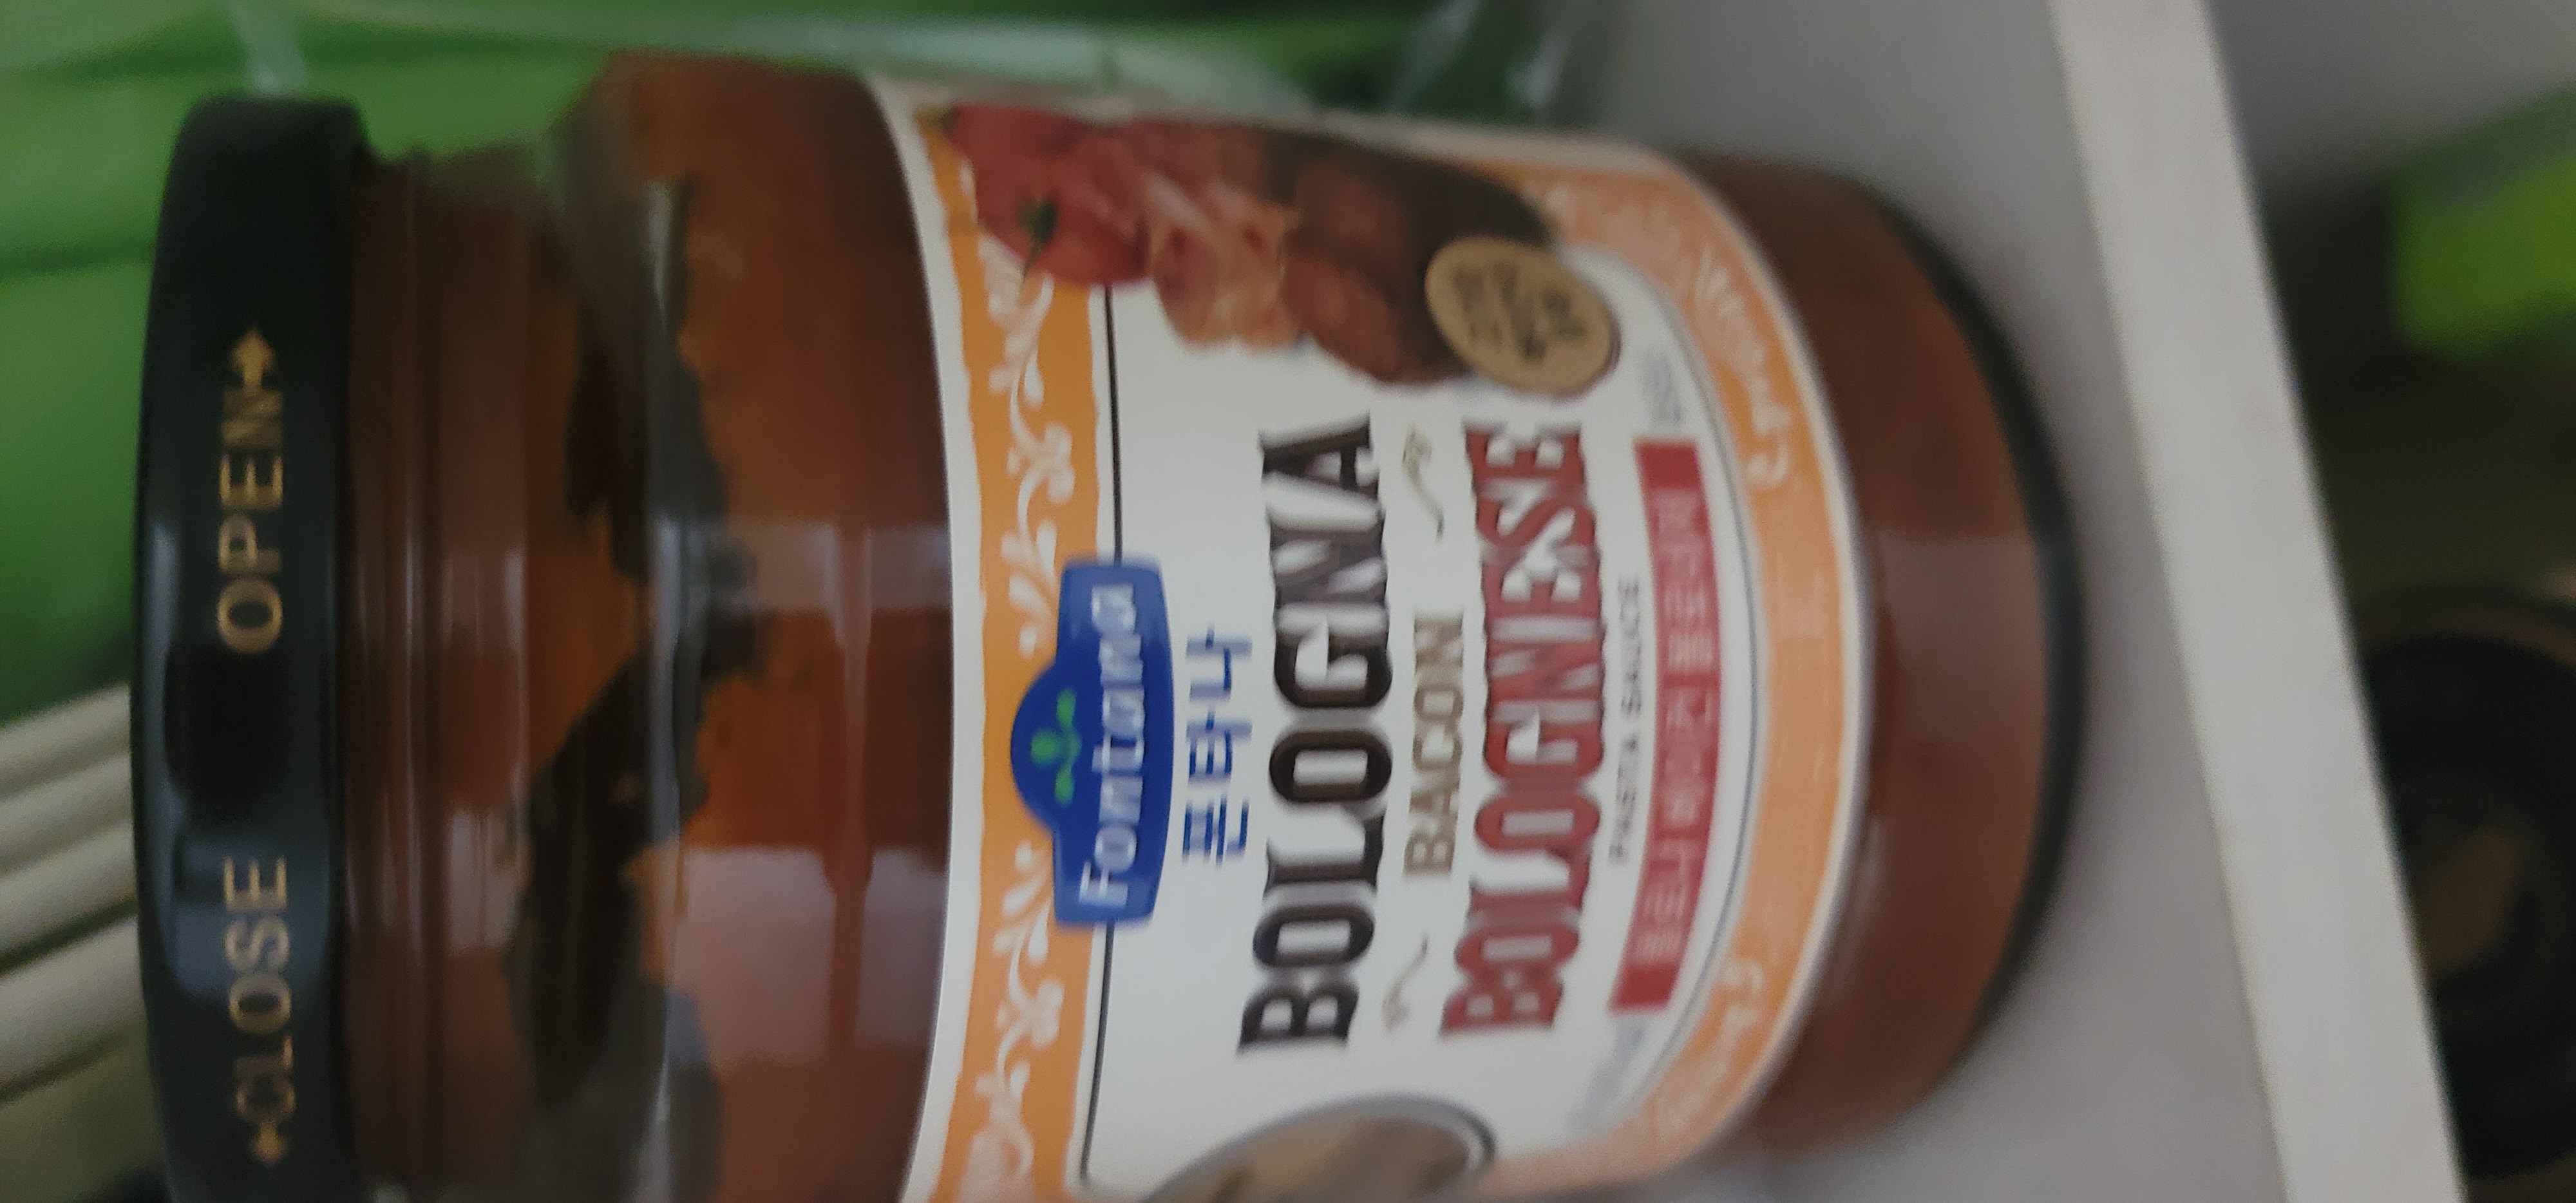 ←CLOSE OPEN→
Fontana
폰타나
BOLOGNA
BACON
BOLOGNESE
PASTA SAUCE